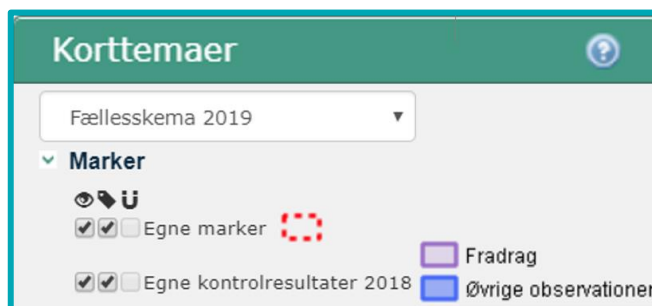 Korttemaer
Fællesskema 2019
Marker
Egne marker
Fradrag
Egne kontrolresultater 2018
Øvrige observationer